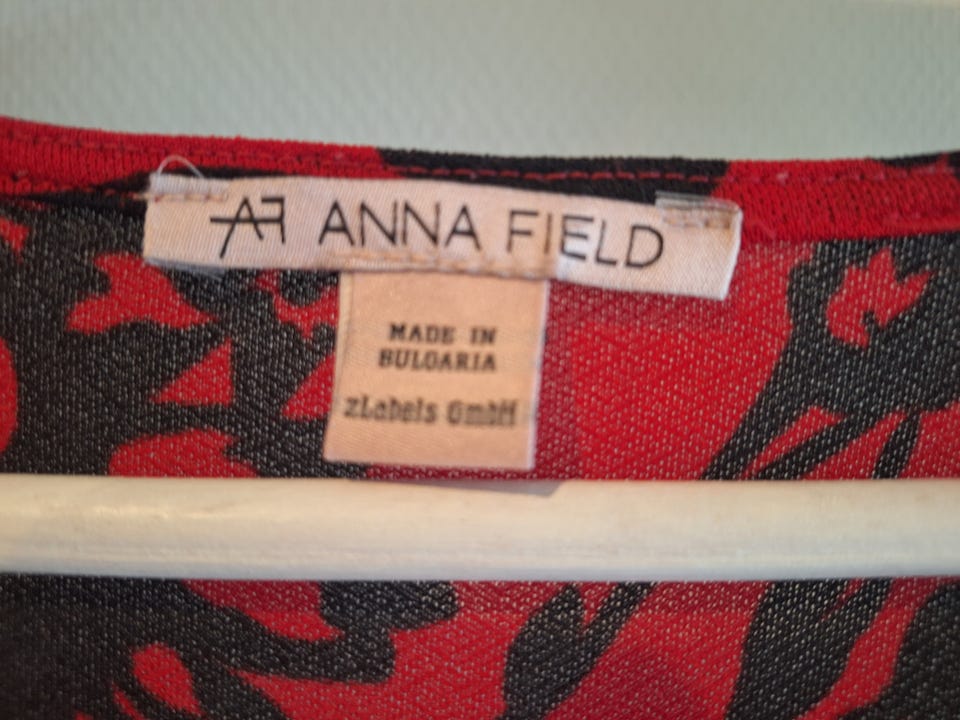 AF ANNA FIELD
MADE IN
BULGARIA
zLabels GmbH